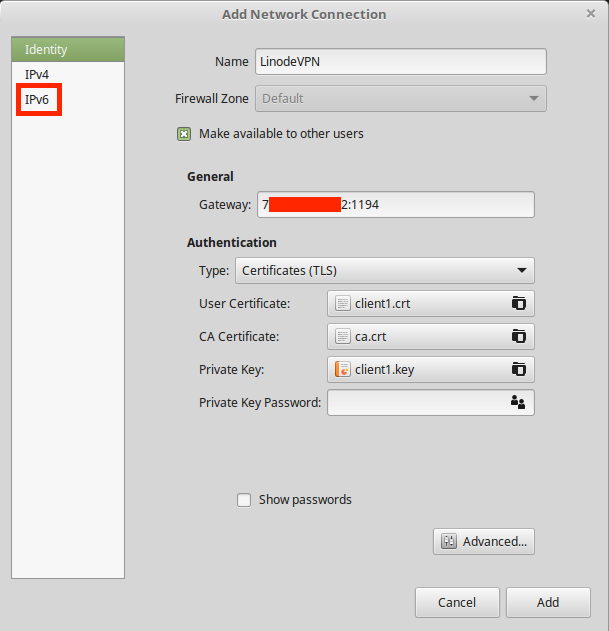 Add Network Connection
Identity
IPv4
IPv6
Name LinodeVPN
Firewall Zone Default
Make available to other users
General
Gateway: 7 2:1194
Authentication
Type: Certificates (TLS)
User Certificate: client1.crt
CA Certificate: ca.crt
Private Key: client1.key
Private Key Password:
Show passwords
Advanced...
Cancel Add